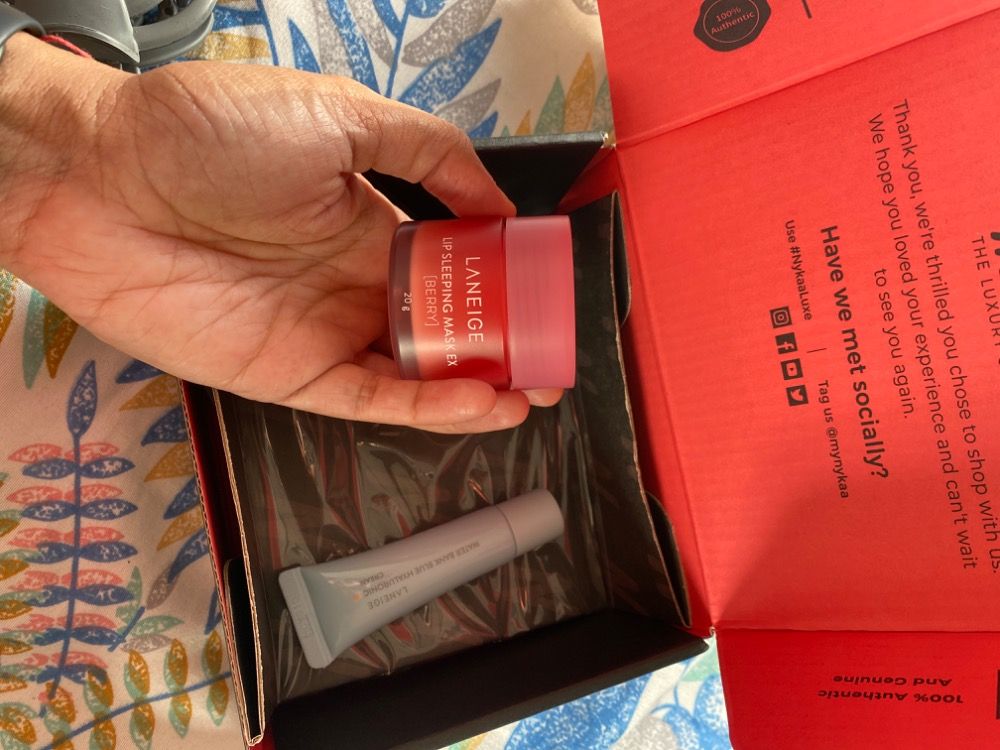 LANEIGE
LIP SLEEPING MASK EX
[BERRY]
20 g
LANEIGE
WATER BANK BLUE HYALURONIC
CREAM
100%
Authentic
THE LUXURY
Thank you, we're thrilled you chose to shop with us.
We hope you loved your experience and can't wait
to see you again.
Have we met socially?
Use #NykaaLuxe | Tag us @mynykaa
100% Authentic
And Genuine